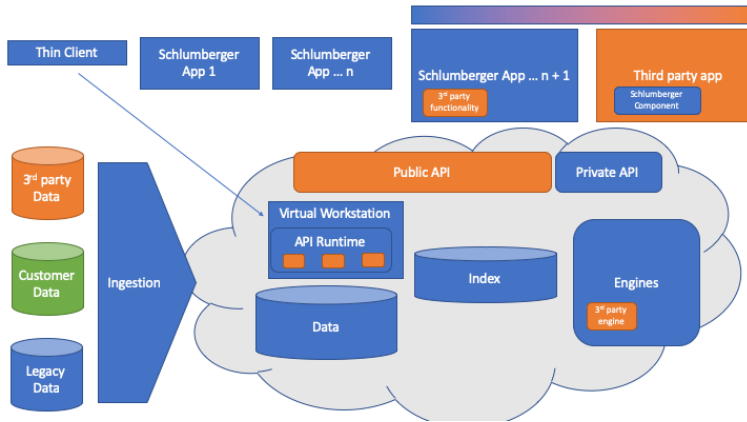 Thin Client
Schlumberger
App 1
Schlumberger
App ... n
Schlumberger App ... n + 1
3rd party
functionality
Third party app
Schlumberger
Component
3rd party
Data
Customer
Data
Legacy
Data
Ingestion
Public API
Private API
Virtual Workstation
API Runtime
Data
Index
Engines
3rd party
engine